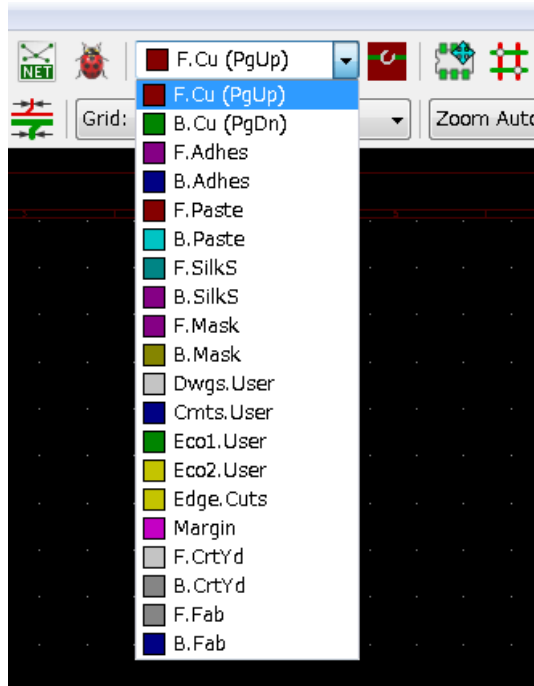 NET
F.Cu (PgUp)
Grid:
Zoom Aut
F.Cu (PgUp)
B.Cu (PgDn)
F.Adhes
B.Adhes
F.Paste
B.Paste
F.SilkS
B.SilkS
F.Mask
B.Mask
Dwgs.User
Cmts.User
Eco1.User
Eco2.User
Edge.Cuts
Margin
F.CrtYd
B.CrtYd
F.Fab
B.Fab